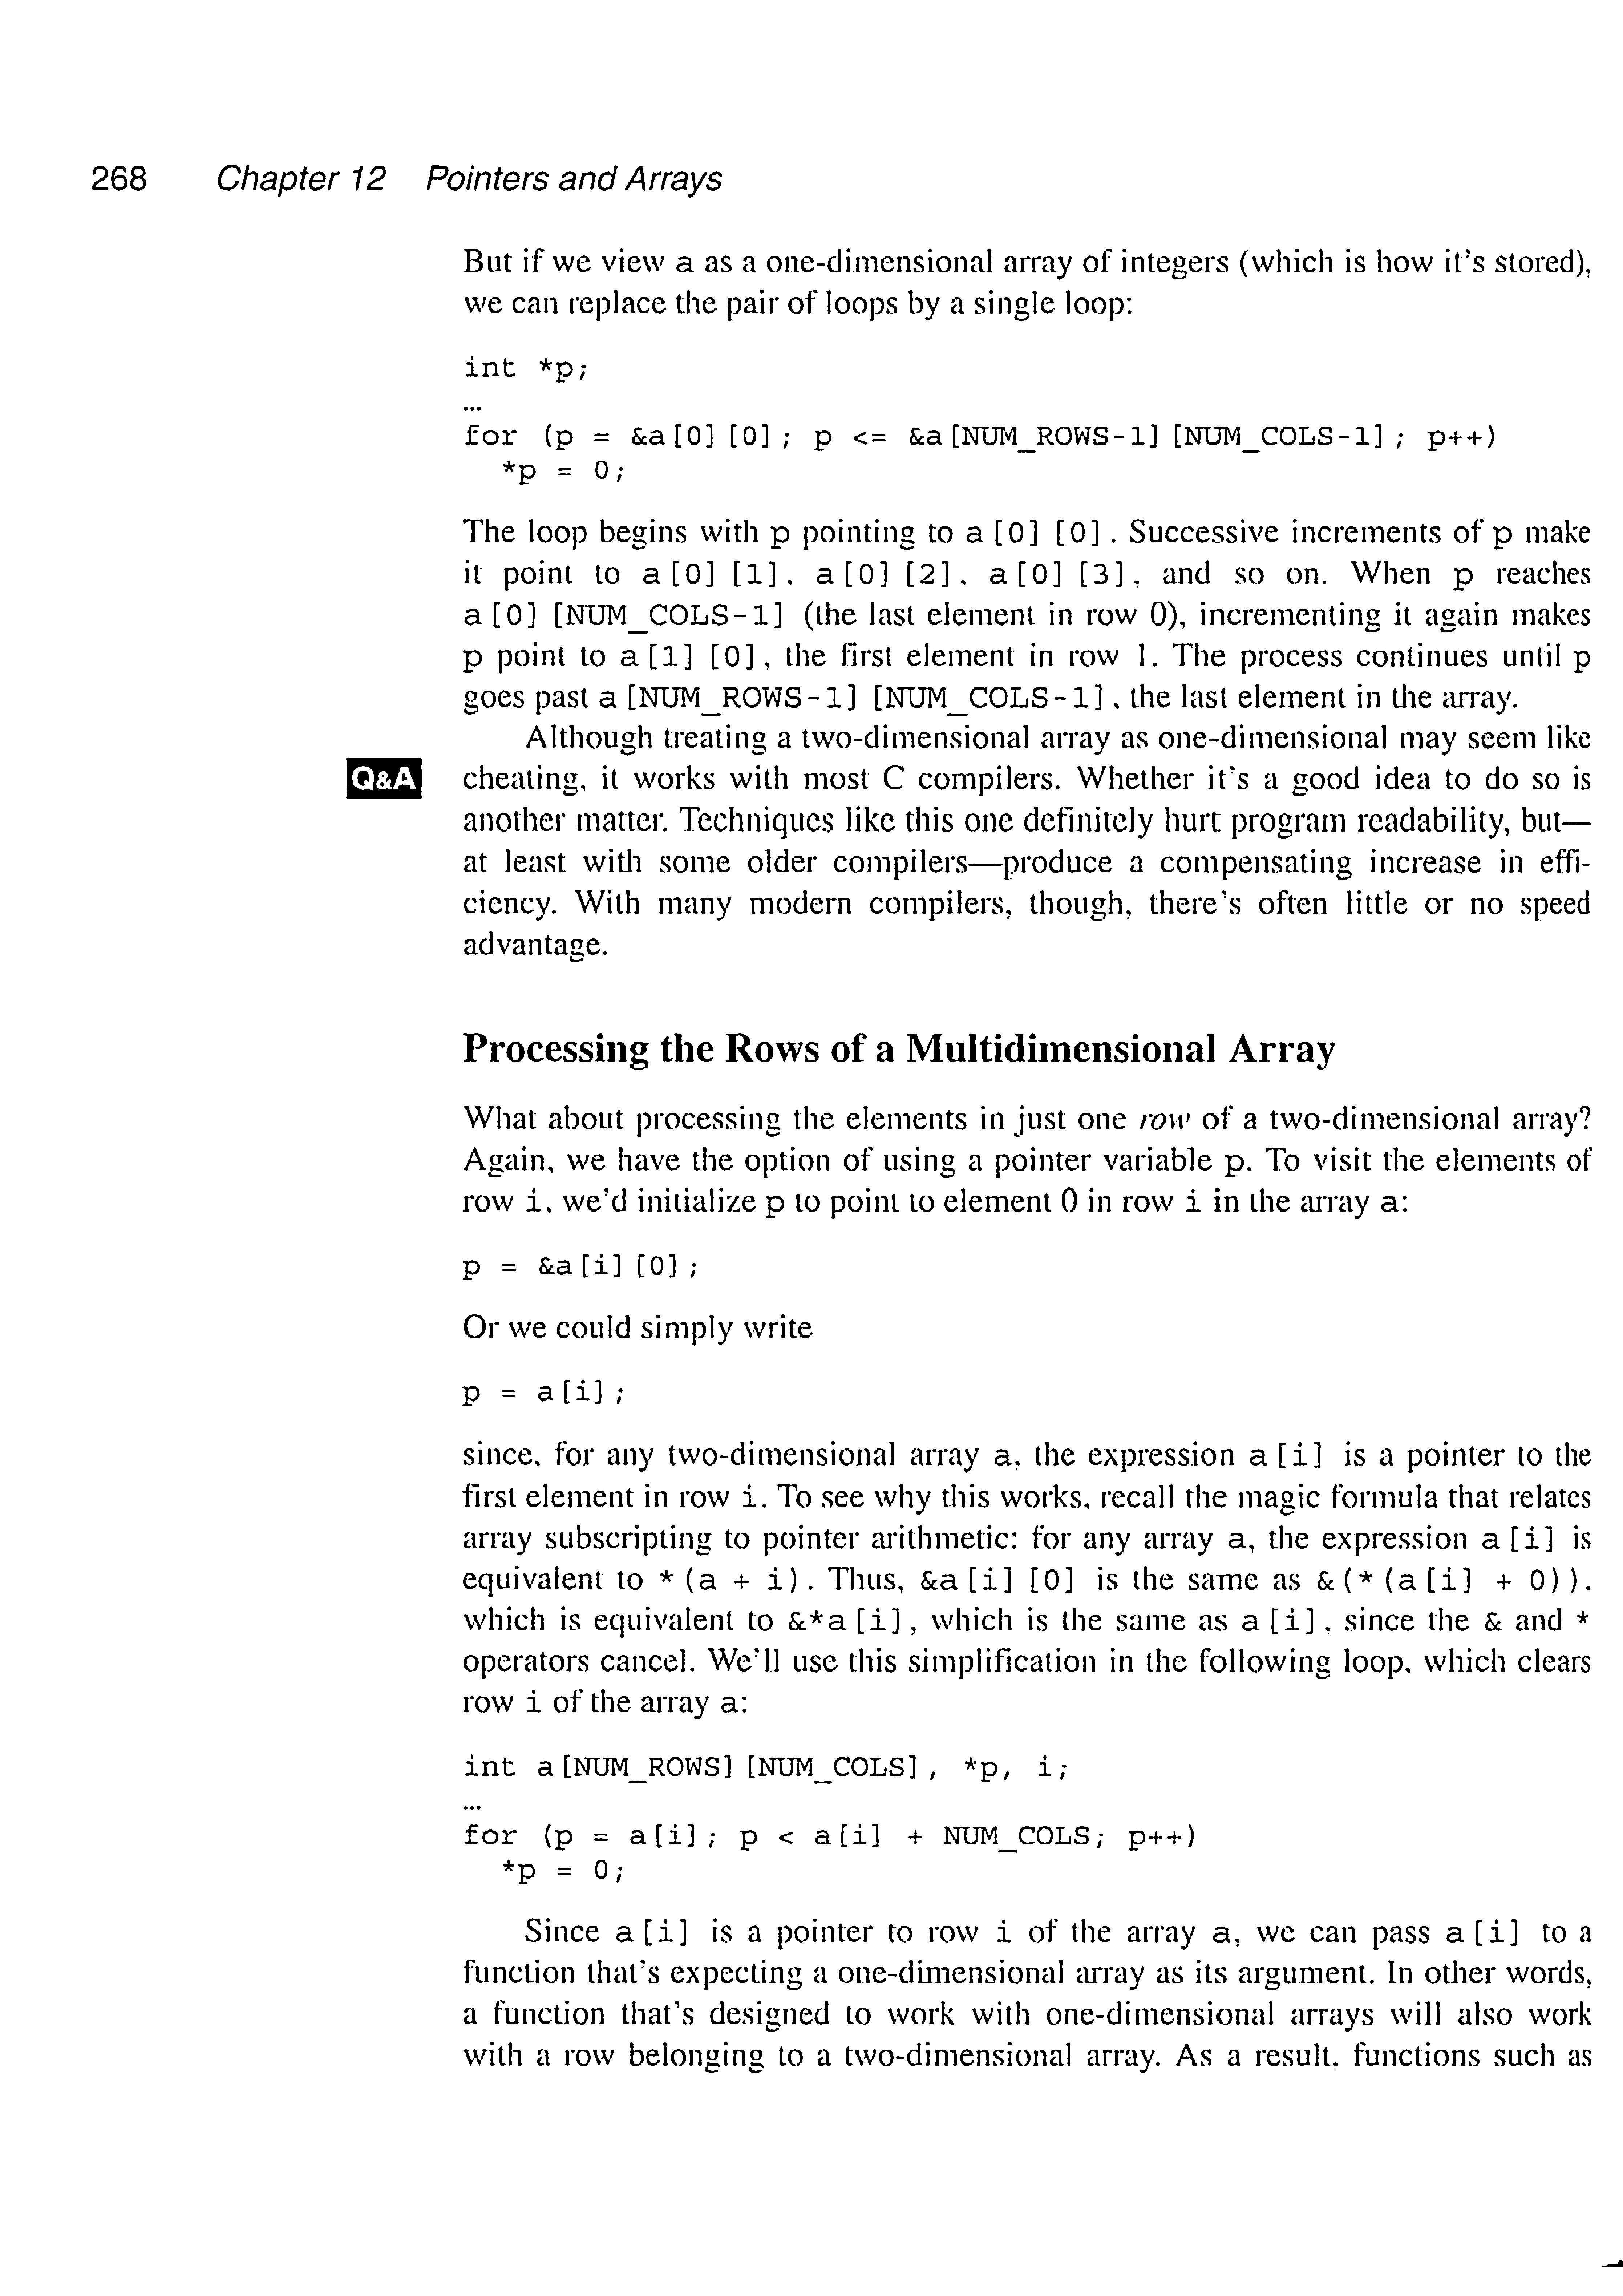 268 Chapter 12 Pointers and Arrays
But if we view a as a one-dimensional array of integers (which is how it's stored),
we can replace the pair of loops by a single loop:
int *p;
…
for (p = &a[0][0]; p <= &a[NUM_ROWS-1][NUM_COLS-1]; p++)
*p = 0;
The loop begins with p pointing to a[0][0]. Successive increments of p make
it point to a[0][1], a[0][2], a[0][3], and so on. When p reaches
a[0][NUM_COLS-1] (the last element in row 0), incrementing it again makes
p point to a[1][0], the first element in row 1. The process continues until p
goes past a[NUM_ROWS-1][NUM_COLS-1], the last element in the array.
Although treating a two-dimensional array as one-dimensional may seem like
Q&A cheating, it works with most C compilers. Whether it's a good idea to do so is
another matter. Techniques like this one definitely hurt program readability, but—
at least with some older compilers—produce a compensating increase in effi-
ciency. With many modern compilers, though, there's often little or no speed
advantage.
Processing the Rows of a Multidimensional Array
What about processing the elements in just one row of a two-dimensional array?
Again, we have the option of using a pointer variable p. To visit the elements of
row i, we'd initialize p to point to element 0 in row i in the array a:
p = &a[i][0];
Or we could simply write
p = a[i];
since, for any two-dimensional array a, the expression a[i] is a pointer to the
first element in row i. To see why this works, recall the magic formula that relates
array subscripting to pointer arithmetic: for any array a, the expression a[i] is
equivalent to *(a + i). Thus, &a[i][0] is the same as &(*(a[i] + 0)),
which is equivalent to &*a[i], which is the same as a[i], since the & and *
operators cancel. We'll use this simplification in the following loop, which clears
row i of the array a:
int a[NUM_ROWS][NUM_COLS], *p, i;
…
for (p = a[i]; p < a[i] + NUM_COLS; p++)
*p = 0;
Since a[i] is a pointer to row i of the array a, we can pass a[i] to a
function that's expecting a one-dimensional array as its argument. In other words,
a function that's designed to work with one-dimensional arrays will also work
with a row belonging to a two-dimensional array. As a result, functions such as